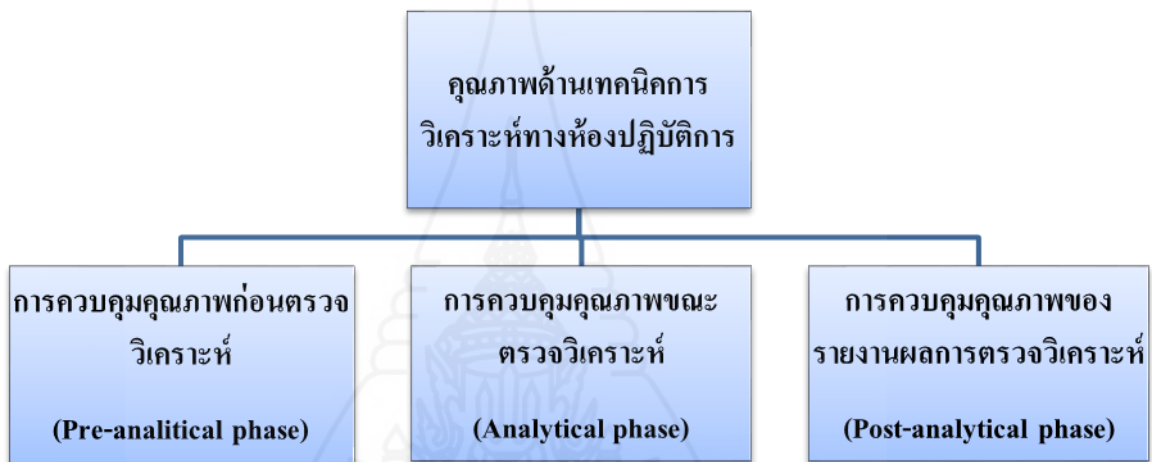 คุณภาพด้านเทคนิคการ
วิเคราะห์ทางห้องปฏิบัติการ
การควบคุมคุณภาพก่อนตรวจ
วิเคราะห์
(Pre-analitical phase)
การควบคุมคุณภาพขณะ
ตรวจวิเคราะห์
(Analytical phase)
การควบคุมคุณภาพของ
รายงานผลการตรวจวิเคราะห์
(Post-analytical phase)